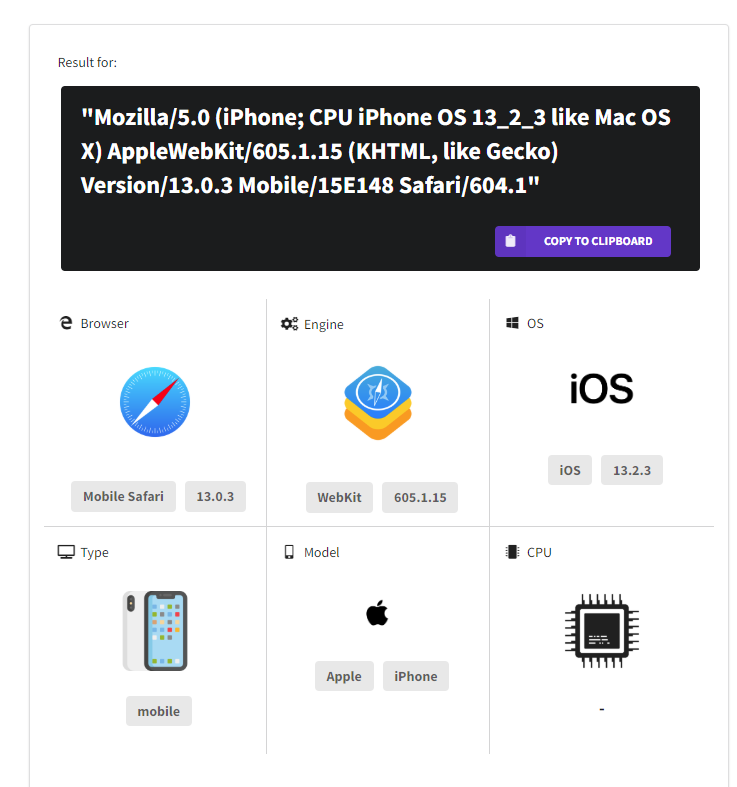 Result for:
"Mozilla/5.0 (iPhone; CPU iPhone OS 13_2_3 like Mac OS
X) AppleWebKit/605.1.15 (KHTML, like Gecko)
Version/13.0.3 Mobile/15E148 Safari/604.1"
COPY TO CLIPBOARD
Browser
Engine
OS
iOS
Mobile Safari 13.0.3
WebKit 605.1.15
iOS 13.2.3
Type
Model
CPU
Apple iPhone
mobile
-